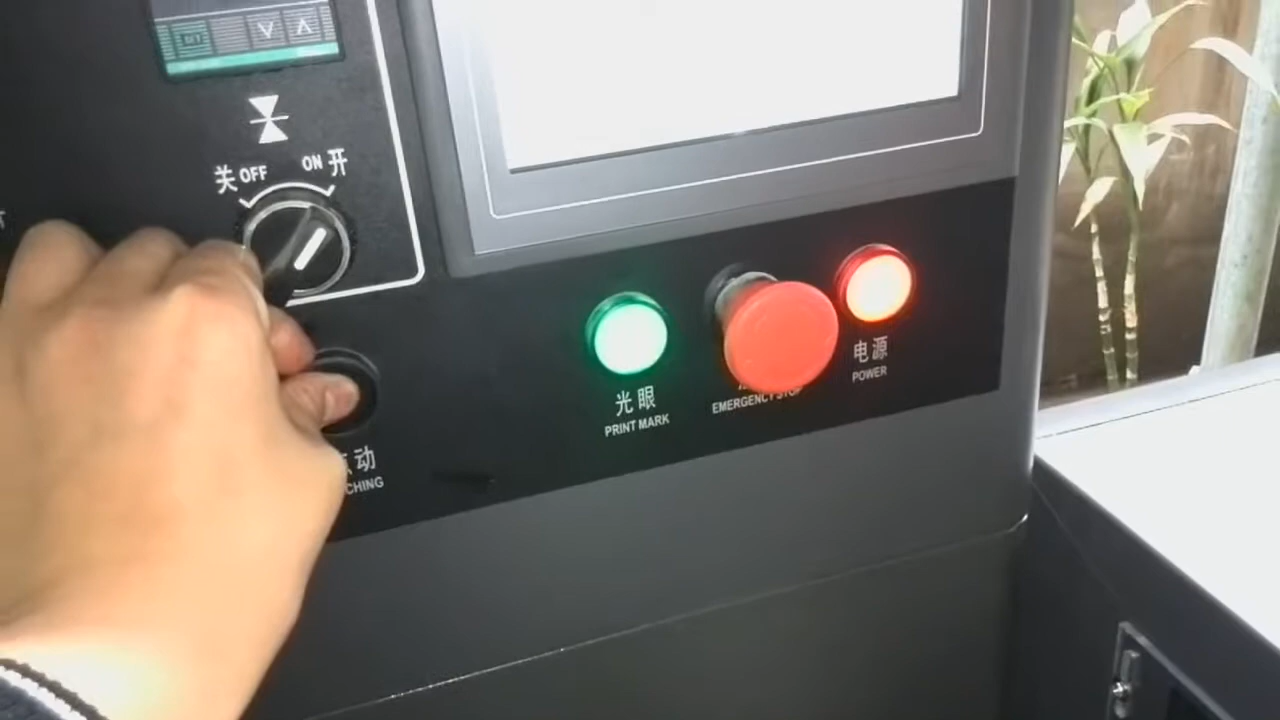 SET
关 OFF ON 开
光眼
PRINT MARK
EMERGENCY STOP
电源
POWER
动
CHING